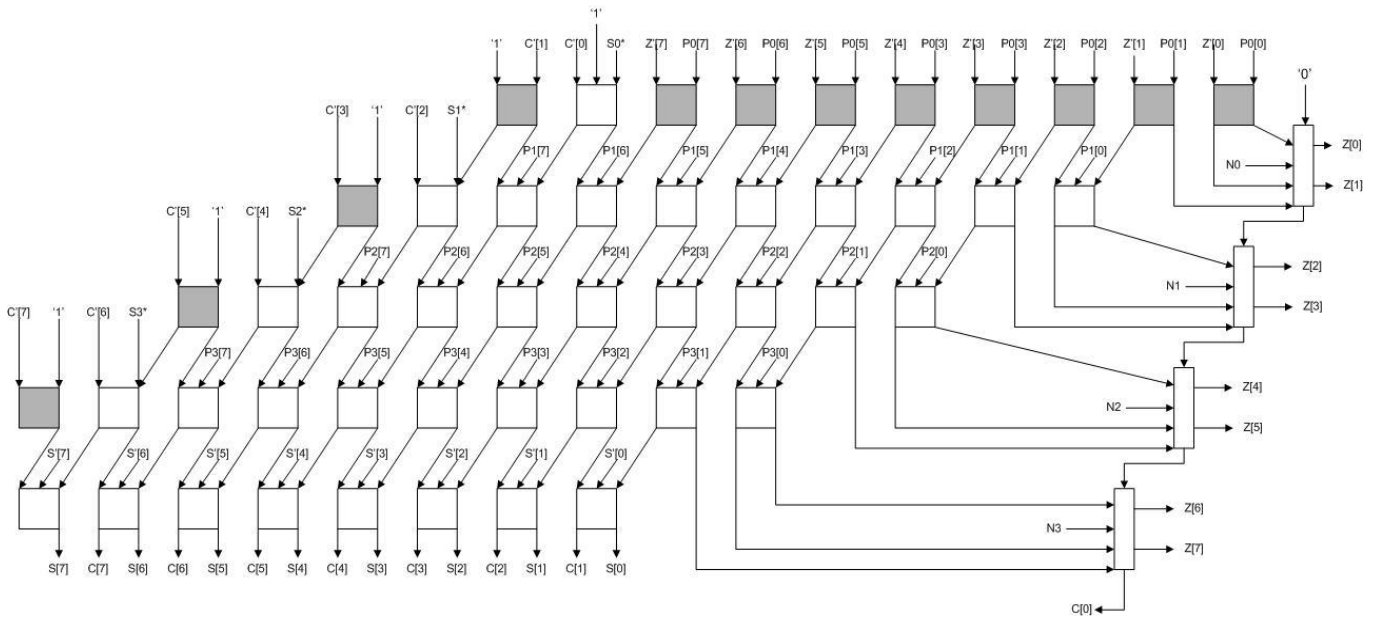 '1'
'1' C'[1] C'[0] S0* Z'[7] P0[7] Z'[6] P0[6] Z'[5] P0[5] Z'[4] P0[3] Z'[3] P0[3] Z'[2] P0[2] Z'[1] P0[1] Z'[0] P0[0]
'0'
C'[3] '1' C'[2] S1*
P1[7] P1[6] P1[5] P1[4] P1[3] P1[2] P1[1] P1[0]
Z[0]
N0
Z[1]
C'[5] '1' C'[4] S2*
P2[7] P2[6] P2[5] P2[4] P2[3] P2[2] P2[1] P2[0]
Z[2]
N1
Z[3]
C'[7] '1' C'[6] S3*
P3[7] P3[6] P3[5] P3[4] P3[3] P3[2] P3[1] P3[0]
Z[4]
N2
Z[5]
S'[7] S'[6] S'[5] S'[4] S'[3] S'[2] S'[1] S'[0]
Z[6]
N3
Z[7]
S[7] C[7] S[6] C[6] S[5] C[5] S[4] C[4] S[3] C[3] S[2] C[2] S[1] C[1] S[0]
C[0]